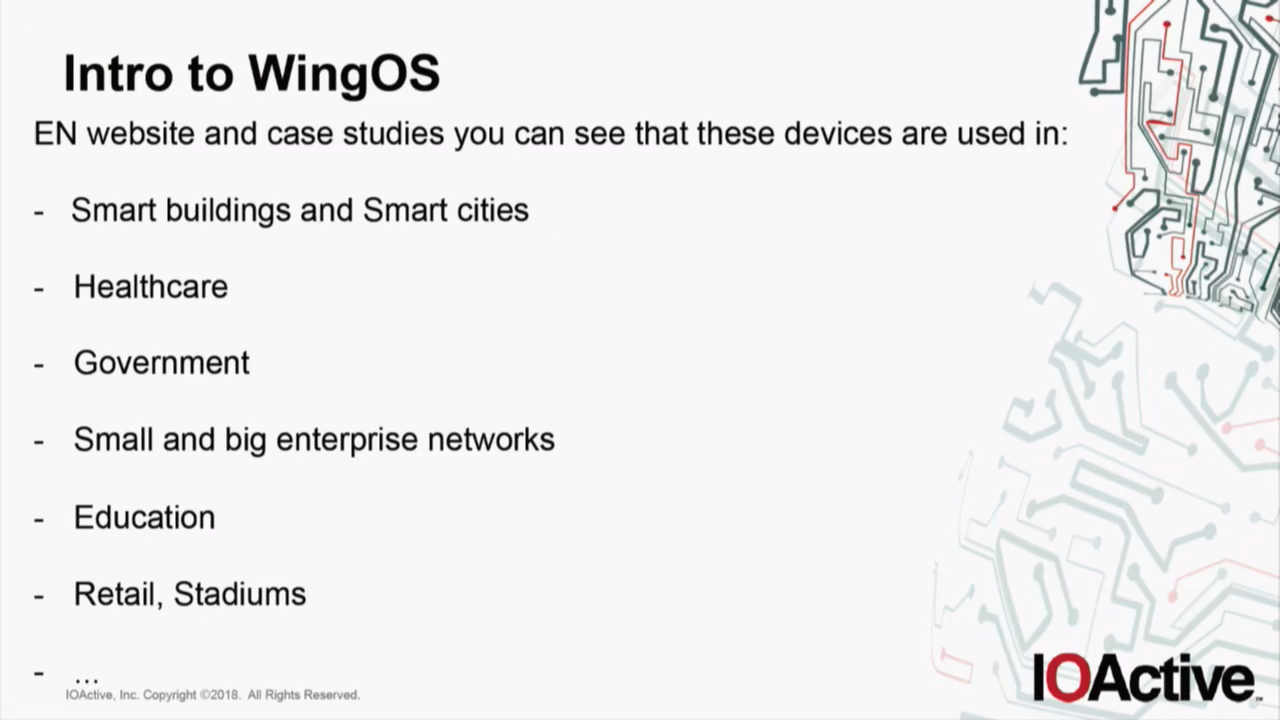 Intro to WingOS
EN website and case studies you can see that these devices are used in:
- Smart buildings and Smart cities
- Healthcare
- Government
- Small and big enterprise networks
- Education
- Retail, Stadiums
- ...
IOActive, Inc. Copyright ©2018. All Rights Reserved.
IOActive™